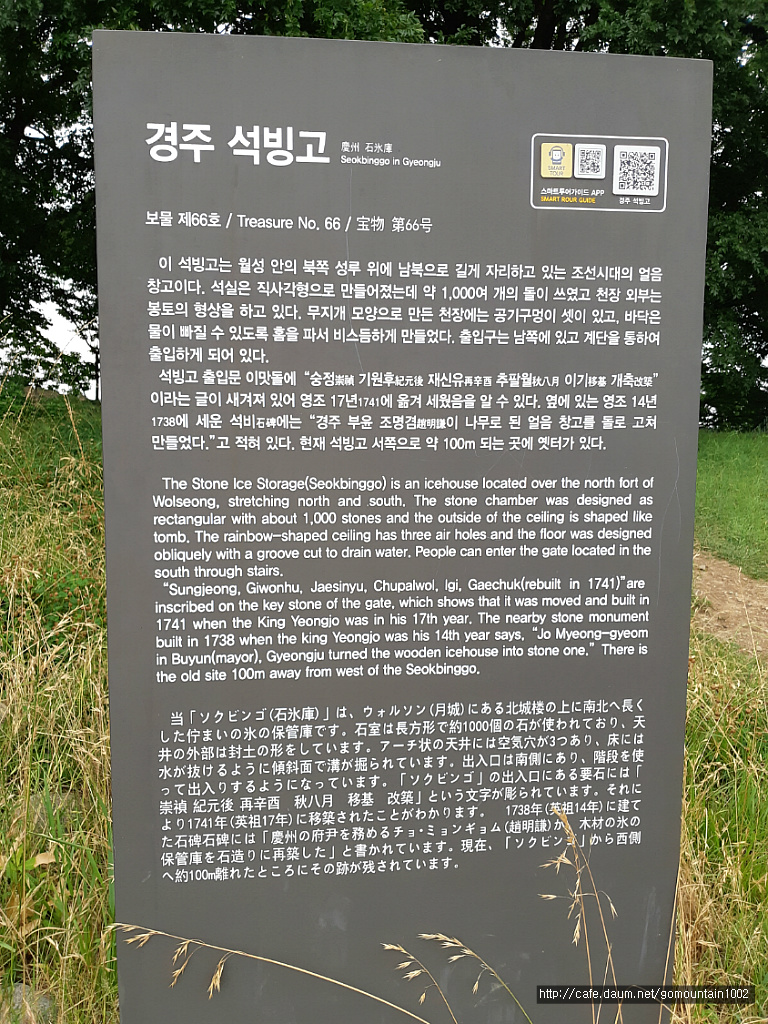 경주 석빙고 慶州 石氷庫
Seokbinggo in Gyeongju
SMART
TOUR
스마트투어가이드 APP
SMART ROUR GUIDE
경주 석빙고
보물 제66호 / Treasure No. 66 / 宝物 第66号
이 석빙고는 월성 안의 북쪽 성루 위에 남북으로 길게 자리하고 있는 조선시대의 얼음
창고이다. 석실은 직사각형으로 만들어졌는데 약 1,000여 개의 돌이 쓰였고 천장 외부는
봉토의 형상을 하고 있다. 무지개 모양으로 만든 천장에는 공기구멍이 셋이 있고, 바닥은
물이 빠질 수 있도록 홈을 파서 비스듬하게 만들었다. 출입구는 남쪽에 있고 계단을 통하여
출입하게 되어 있다.
석빙고 출입문 이맛돌에 “숭정崇禎 기원후紀元後 재신유再辛酉 추팔월秋八月 이기移基 개축改築”
이라는 글이 새겨져 있어 영조 17년1741에 옮겨 세웠음을 알 수 있다. 옆에 있는 영조 14년
1738에 세운 석비石碑에는 “경주 부윤 조명겸趙明謙이 나무로 된 얼음 창고를 돌로 고쳐
만들었다.”고 적혀 있다. 현재 석빙고 서쪽으로 약 100m 되는 곳에 옛터가 있다.
The Stone Ice Storage(Seokbinggo) is an icehouse located over the north fort of
Wolseong, stretching north and south. The stone chamber was designed as
rectangular with about 1,000 stones and the outside of the ceiling is shaped like
tomb. The rainbow-shaped ceiling has three air holes and the floor was designed
obliquely with a groove cut to drain water. People can enter the gate located in the
south through stairs.
“Sungjeong, Giwonhu, Jaesinyu, Chupalwol, Igi, Gaechuk(rebuilt in 1741)”are
inscribed on the key stone of the gate, which shows that it was moved and built in
1741 when the King Yeongjo was in his 17th year. The nearby stone monument
built in 1738 when the king Yeongjo was his 14th year says, “Jo Myeong-gyeom
in Buyun(mayor), Gyeongju turned the wooden icehouse into stone one.” There is
the old site 100m away from west of the Seokbinggo.
当「ソクビンゴ(石氷庫)」は、ウォルソン(月城)にある北城楼の上に南北へ長く
した佇まいの氷の保管庫です。石室は長方形で約1000個の石が使われており、天
井の外部は封土の形をしています。アーチ状の天井には空気穴が3つあり、床には
水が抜けるように傾斜面で溝が掘られています。出入口は南側にあり、階段を使
って出入りするようになっています。「ソクビンゴ」の出入口にある要石には「
崇禎 紀元後 再辛酉 秋八月 移基 改築」という文字が彫られています。それに
より1741年(英祖17年)に移築されたことがわかります。 1738年(英祖14年)に建て
た石碑石碑には「慶州の府尹を務めるチョ・ミョンギョム(趙明謙)が、木材の氷の
保管庫を石造りに再築した」と書かれています。現在、「ソクビンゴ」から西側
へ約100m離れたところにその跡が残されています。
http://cafe.daum.net/gomountain1002